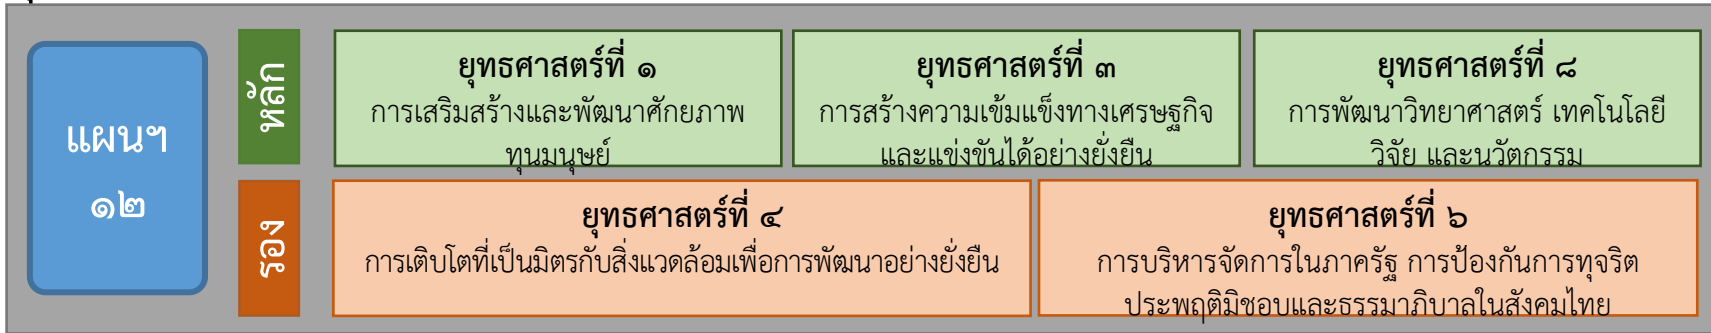 แผนฯ
๑๒
หลัก
ยุทธศาสตร์ที่ ๑
การเสริมสร้างและพัฒนาศักยภาพ
ทุนมนุษย์
ยุทธศาสตร์ที่ ๓
การสร้างความเข้มแข็งทางเศรษฐกิจ
และแข่งขันได้อย่างยั่งยืน
ยุทธศาสตร์ที่ ๘
การพัฒนาวิทยาศาสตร์ เทคโนโลยี
วิจัย และนวัตกรรม
รอง
ยุทธศาสตร์ที่ ๔
การเติบโตที่เป็นมิตรกับสิ่งแวดล้อมเพื่อการพัฒนาอย่างยั่งยืน
ยุทธศาสตร์ที่ ๖
การบริหารจัดการในภาครัฐ การป้องกันการทุจริต
ประพฤติมิชอบและธรรมาภิบาลในสังคมไทย